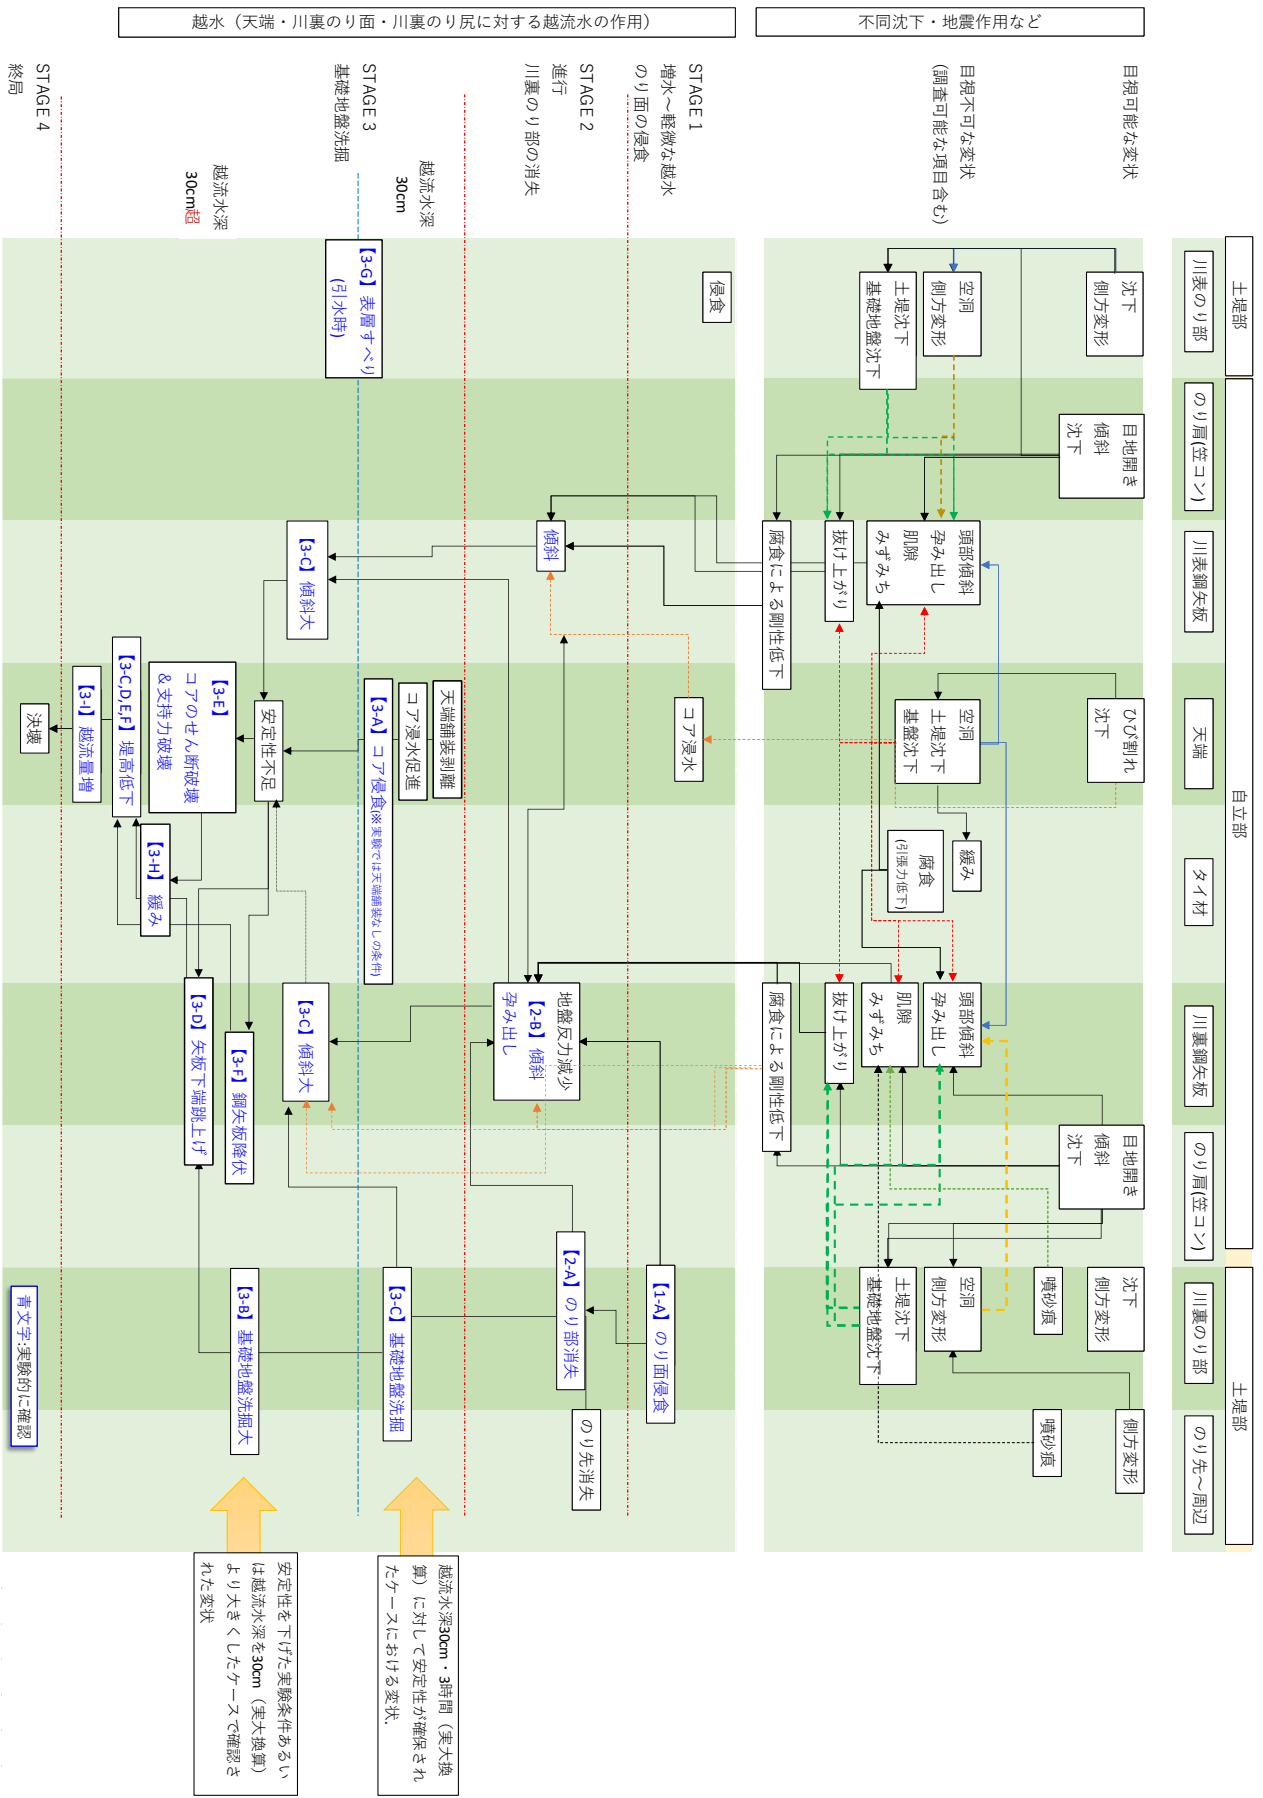 土堤部
自立部
土堤部
川表のり部
のり肩(笠コン)
川表鋼矢板
天端
タイ材
川裏鋼矢板
のり肩(笠コン)
川裏のり部
のり先～周辺
不同沈下・地震作用など
目視可能な変状
沈下
側方変形
目地開き
傾斜
沈下
ひび割れ
沈下
目地開き
傾斜
沈下
沈下
側方変形
側方変形
噴砂痕
噴砂痕
目視不可な変状
(調査可能な項目含む)
空洞
側方変形
土堤沈下
基礎地盤沈下
頭部傾斜
孕み出し
肌隙
みずみち
抜け上がり
腐食による剛性低下
空洞
土堤沈下
基盤沈下
緩み
腐食
(引張力低下)
頭部傾斜
孕み出し
肌隙
みずみち
抜け上がり
腐食による剛性低下
空洞
側方変形
土堤沈下
基礎地盤沈下
越水（天端・川裏のり面・川裏のり尻に対する越流水の作用）
STAGE 1
増水～軽微な越水
のり面の侵食
侵食
コア浸水
【1-A】のり面侵食
STAGE 2
進行
川裏のり部の消失
傾斜
地盤反力減少
【2-B】傾斜
孕み出し
【2-A】のり部消失
のり先消失
STAGE 3
基礎地盤洗掘
越流水深
30cm
天端舗装剥離
コア浸水促進
【3-A】コア侵食(※実験では天端舗装なしの条件)
【3-C】基礎地盤洗掘
越流水深30cm・3時間（実大換
算）に対して安定性が確保され
たケースにおける変状.
【3-G】表層すべり
(引水時)
越流水深
30cm超
【3-C】傾斜大
安定性不足
【3-C】傾斜大
【3-E】
コアのせん断破壊
&支持力破壊
【3-F】鋼矢板降伏
【3-B】基礎地盤洗掘大
【3-D】矢板下端跳上げ
【3-H】緩み
【3-C,D,E,F】堤高低下
【3-I】越流量増
安定性を下げた実験条件あるい
は越流水深を30cm（実大換算）
より大きくしたケースで確認さ
れた変状
STAGE 4
終局
決壊
青文字:実験的に確認